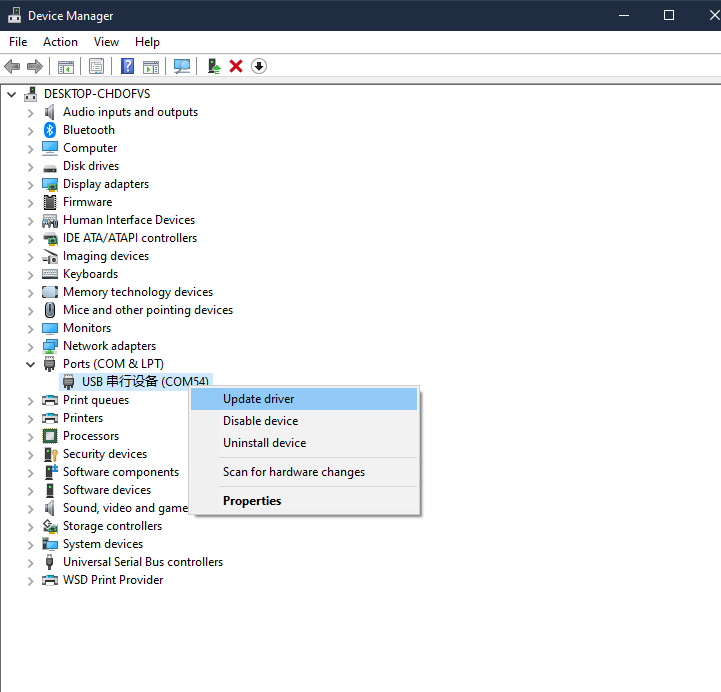 Device Manager
File Action View Help
DESKTOP-CHDOFVS
Audio inputs and outputs
Bluetooth
Computer
Disk drives
Display adapters
Firmware
Human Interface Devices
IDE ATA/ATAPI controllers
Imaging devices
Keyboards
Memory technology devices
Mice and other pointing devices
Monitors
Network adapters
Ports (COM & LPT)
USB 串行设备 (COM54)
Print queues
Update driver
Printers
Disable device
Processors
Uninstall device
Security devices
Software components
Scan for hardware changes
Software devices
Properties
Sound, video and game
Storage controllers
System devices
Universal Serial Bus controllers
WSD Print Provider